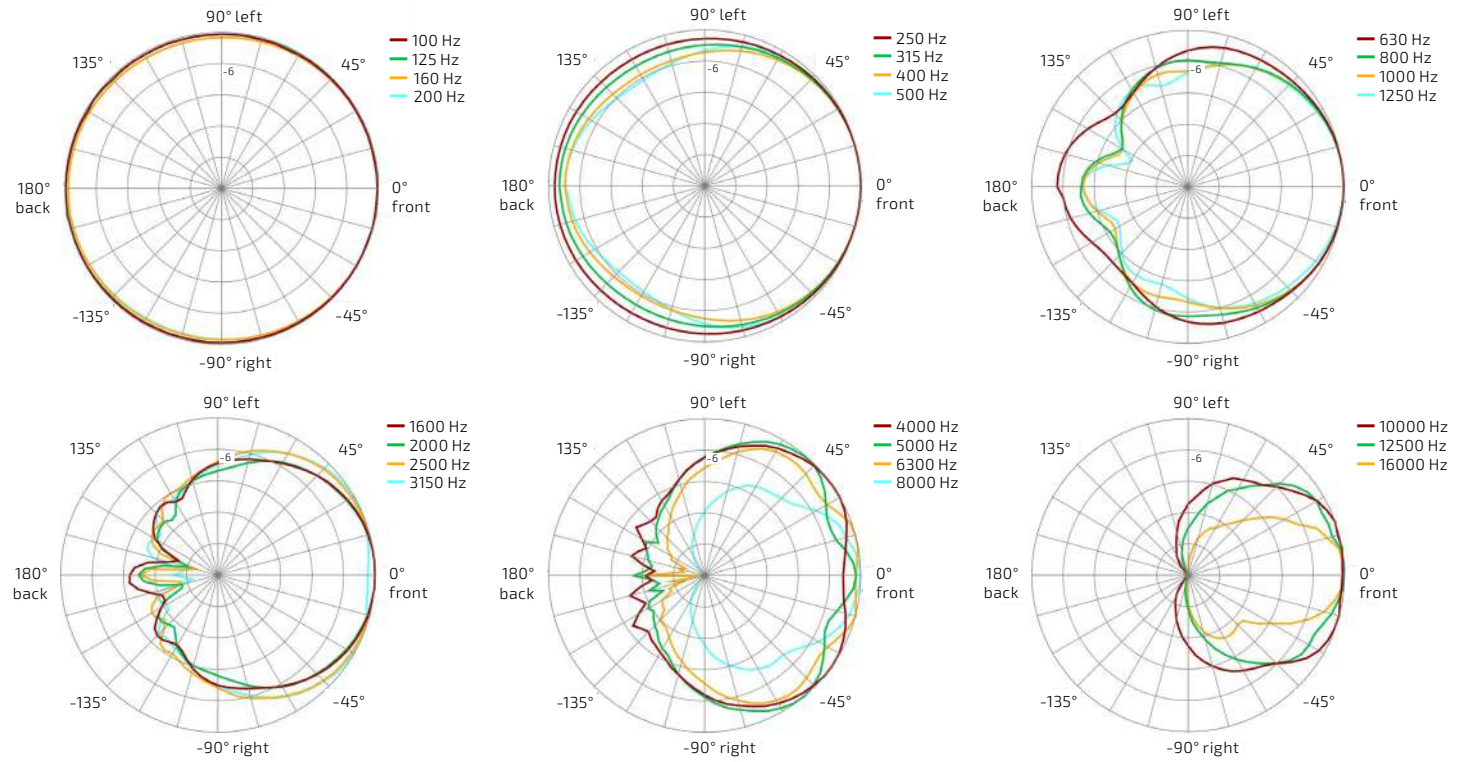 90° left
100 Hz
125 Hz
160 Hz
200 Hz
135°
45°
-6
180°
back
0°
front
-135°
-45°
-90° right
90° left
250 Hz
315 Hz
400 Hz
500 Hz
135°
45°
-6
180°
back
0°
front
-135°
-45°
-90° right
90° left
630 Hz
800 Hz
1000 Hz
1250 Hz
135°
45°
-6
180°
back
0°
front
-135°
-45°
-90° right
90° left
1600 Hz
2000 Hz
2500 Hz
3150 Hz
135°
45°
-6
180°
back
0°
front
-135°
-45°
-90° right
90° left
4000 Hz
5000 Hz
6300 Hz
8000 Hz
135°
45°
-6
180°
back
0°
front
-135°
-45°
-90° right
90° left
10000 Hz
12500 Hz
16000 Hz
135°
45°
-6
180°
back
0°
front
-135°
-45°
-90° right